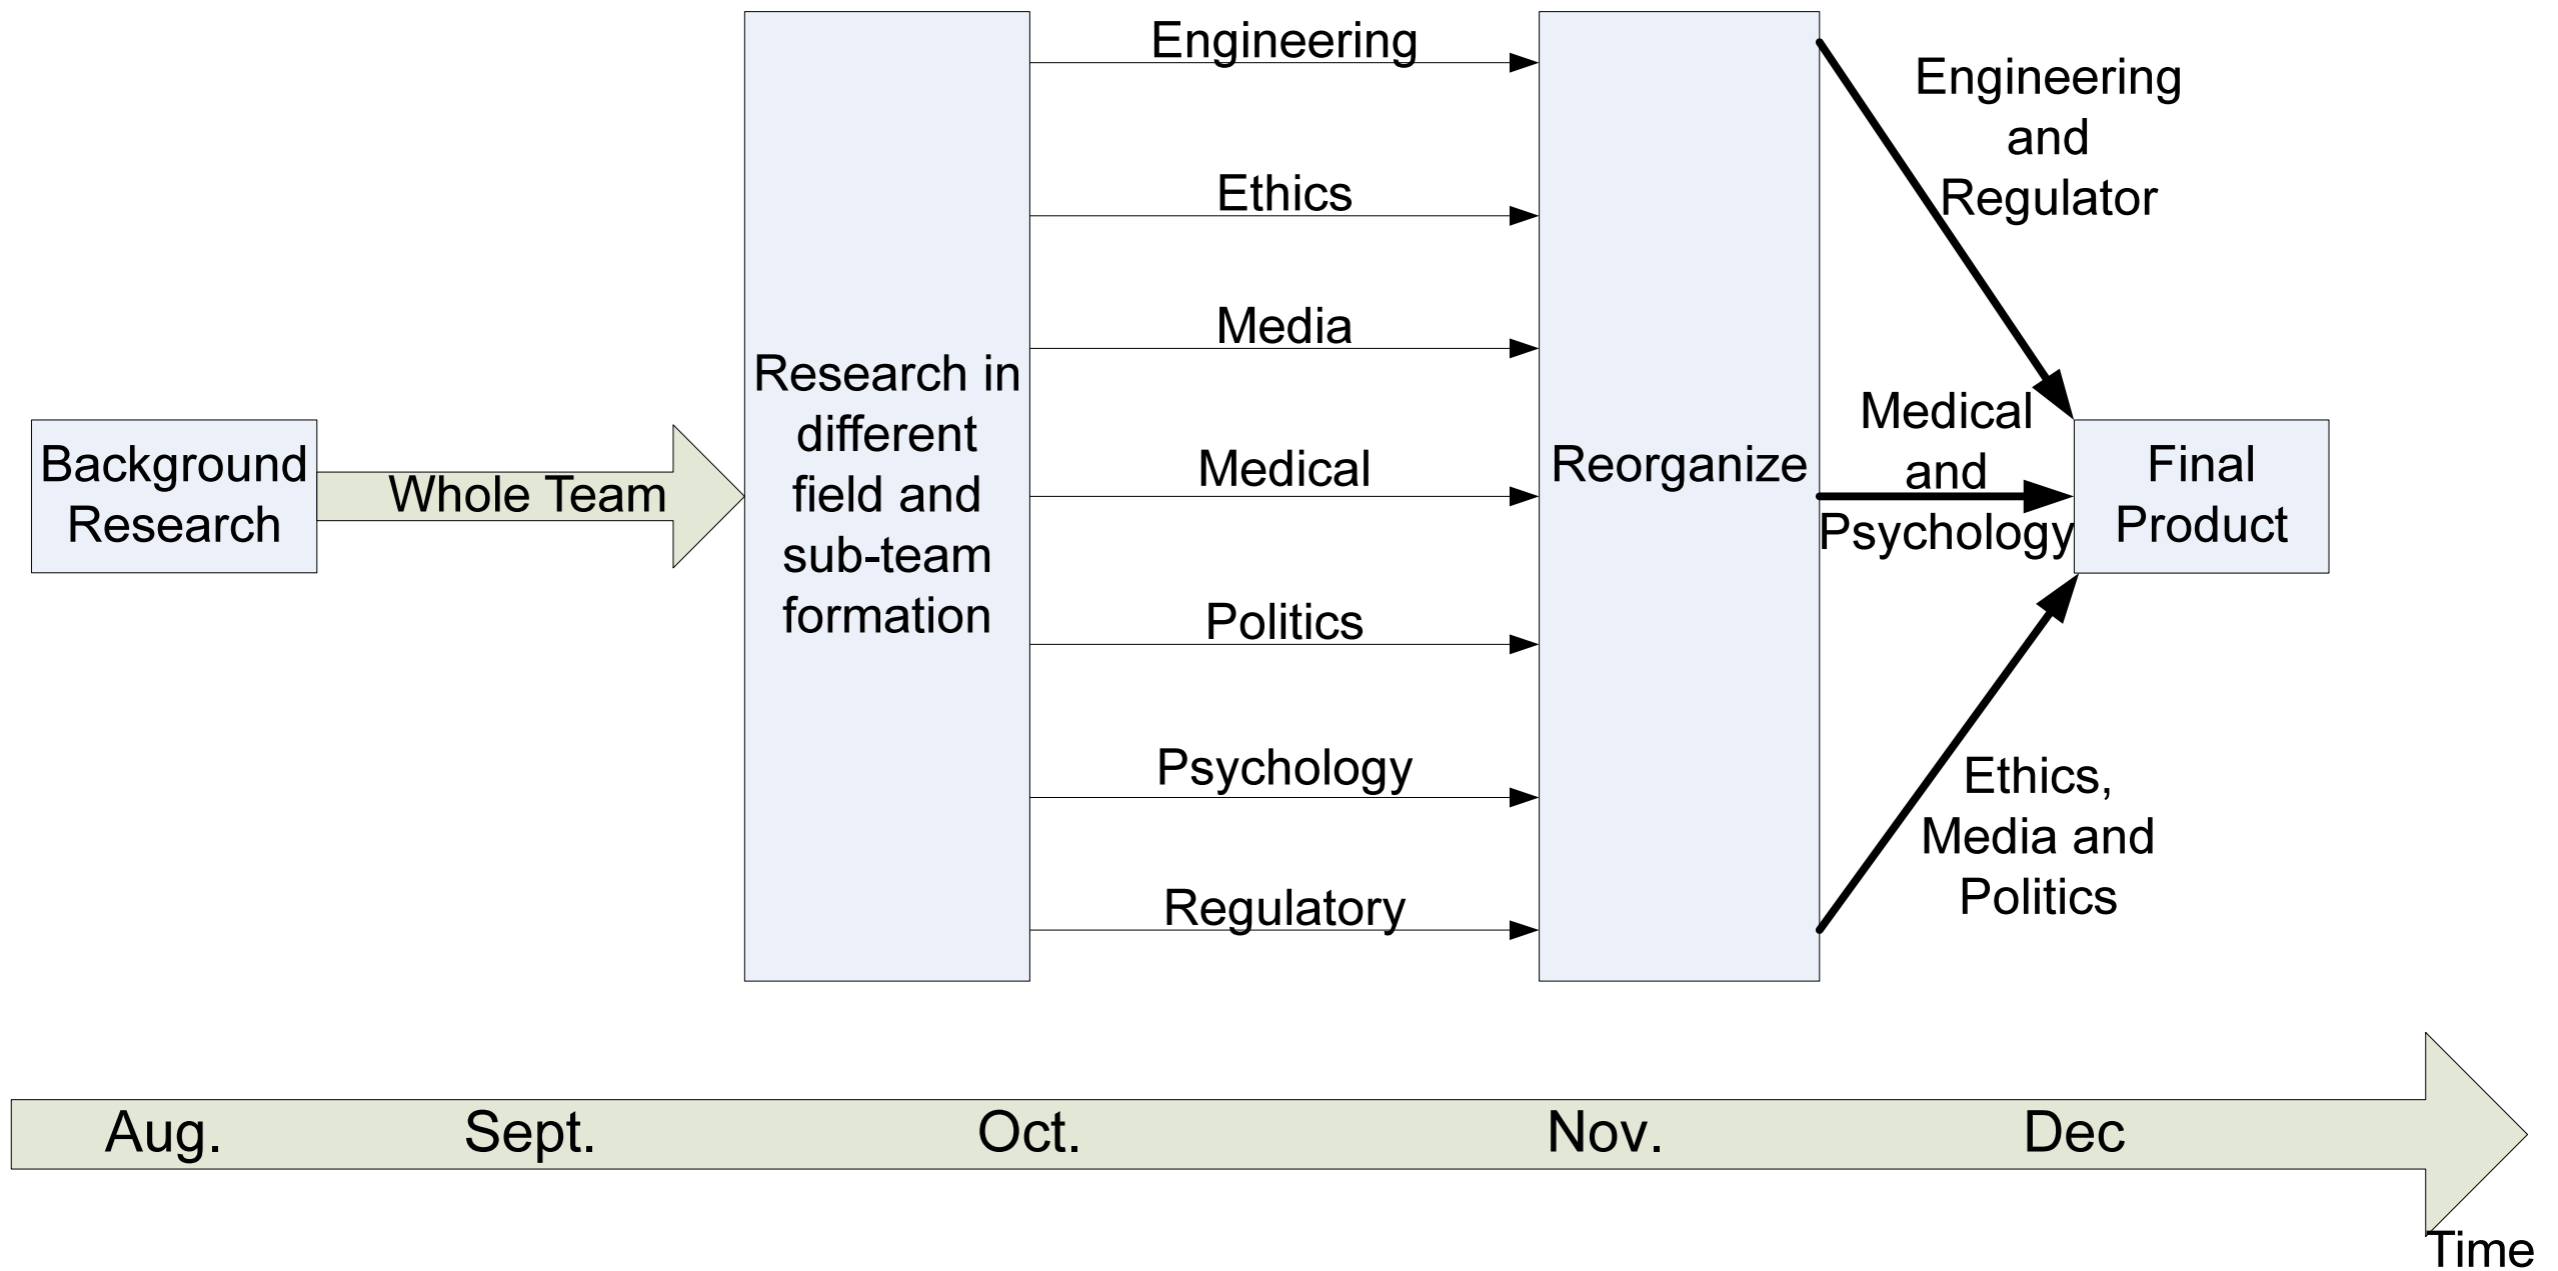 Background
Research
Whole Team
Research in
different
field and
sub-team
formation
Engineering
Ethics
Media
Medical
Politics
Psychology
Regulatory
Reorganize
Engineering
and
Regulator
Medical
and
Psychology
Ethics,
Media and
Politics
Final
Product
Aug.
Sept.
Oct.
Nov.
Dec
Time